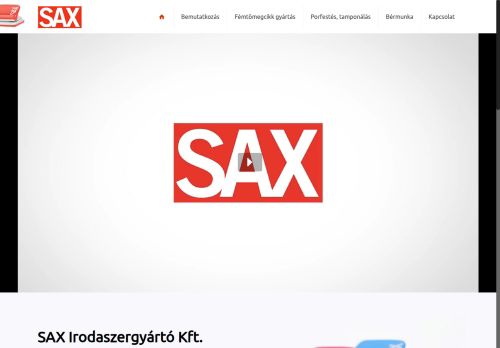 SAX
Bemutatkozás
Fémtömegcikk gyártás
Porfestés, tamponálás
Bérmunka
Kapcsolat
SAX
SAX Irodaszergyártó Kft.